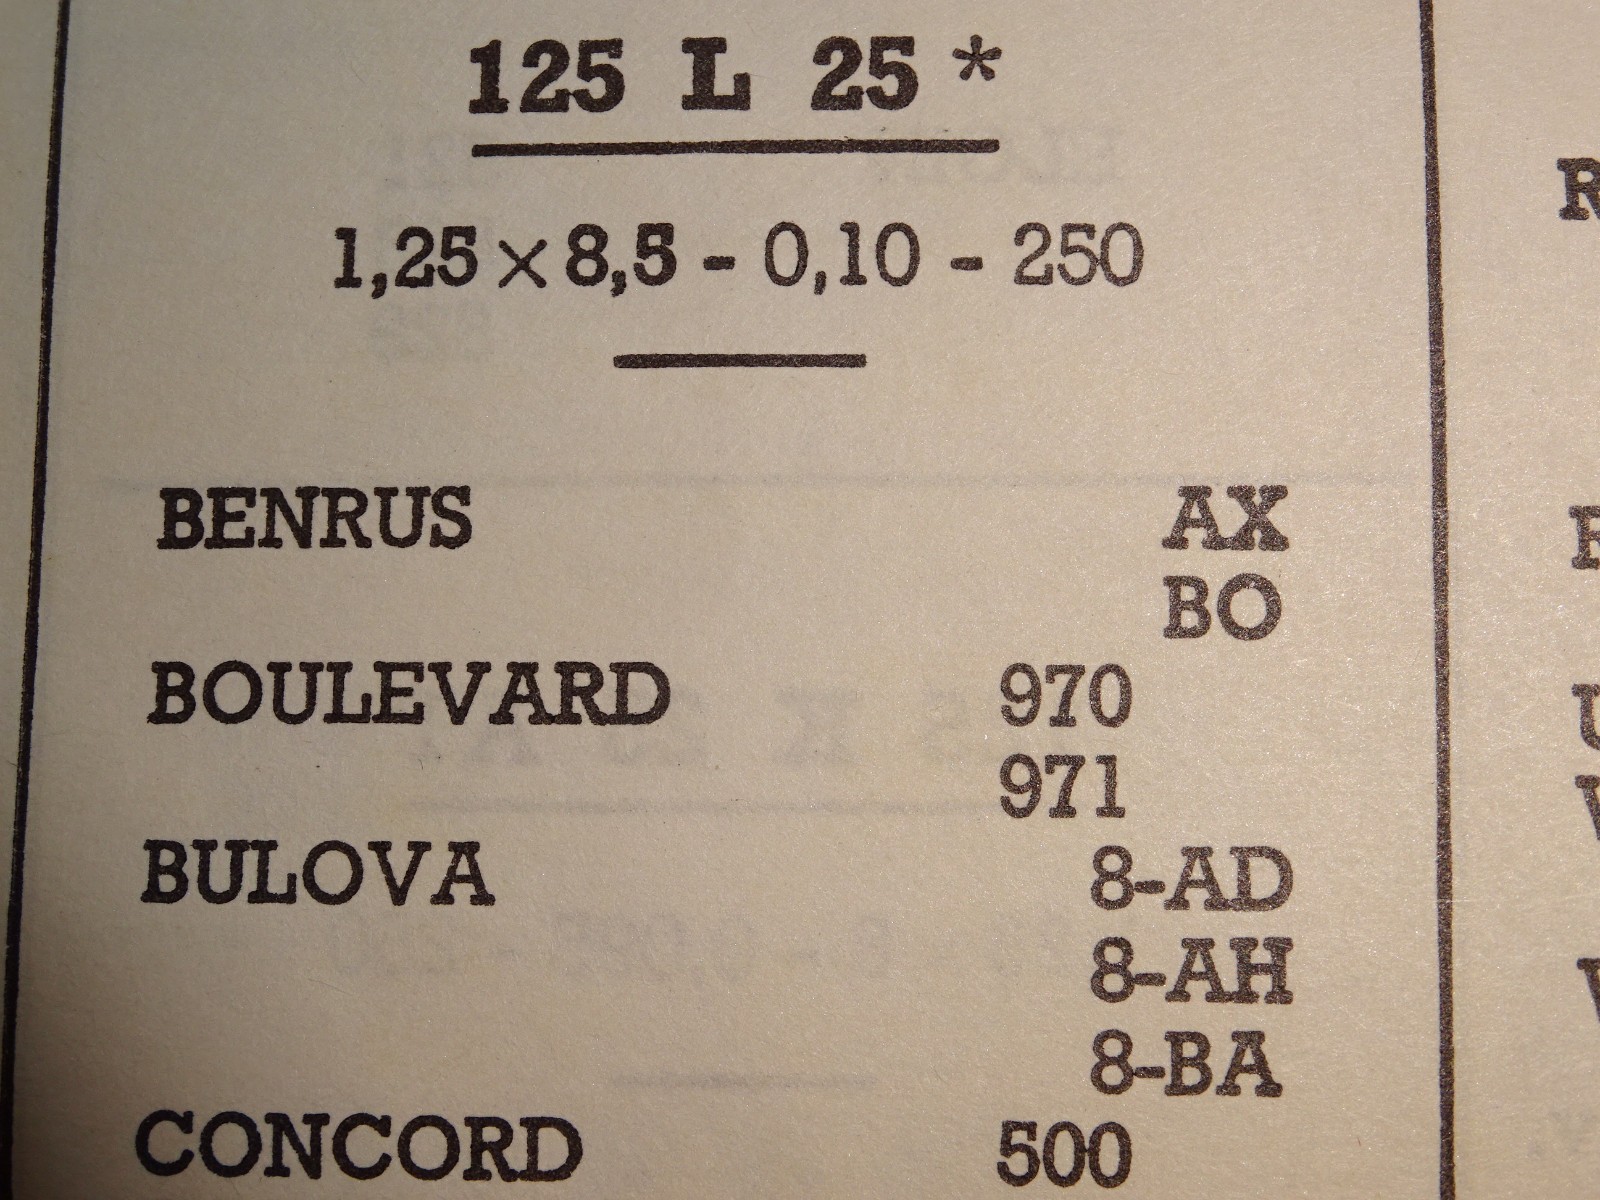 125 L 25 *
1,25 × 8,5 - 0,10 - 250
BENRUS AX
BO
BOULEVARD 970
971
BULOVA 8-AD
8-AH
8-BA
CONCORD 500